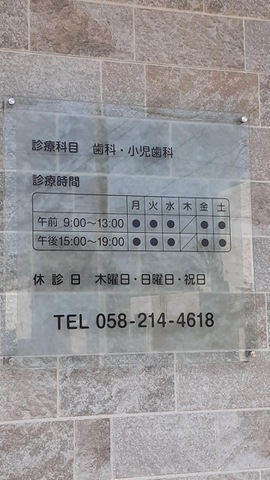 診療科目 歯科・小児歯科
診療時間
月 火 水 木 金 土
午前 9:00〜13:00 ● ● ● ／ ● ●
午後15:00〜19:00 ● ● ● ／ ● ●
休診日 木曜日・日曜日・祝日
TEL 058-214-4618